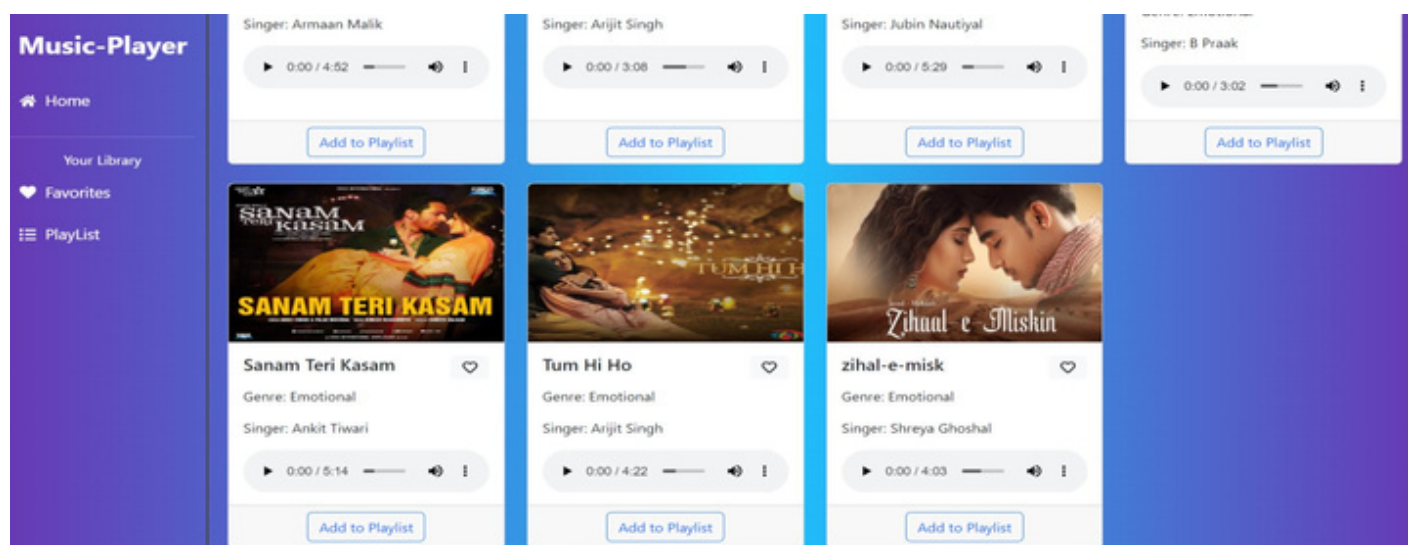 Music-Player
Home
Your Library
Favorites
PlayList
Singer: Armaan Malik
0:00 / 4:52
Add to Playlist
Singer: Arijit Singh
0:00 / 3:08
Add to Playlist
Singer: Jubin Nautiyal
0:00 / 5:29
Add to Playlist
Genre: Emotional
Singer: B Praak
0:00 / 3:02
Add to Playlist
SANAM
TERI KASAM
SANAM TERI KASAM
Sanam Teri Kasam
Genre: Emotional
Singer: Ankit Tiwari
0:00 / 5:14
Add to Playlist
TUM HI H
Tum Hi Ho
Genre: Emotional
Singer: Arijit Singh
0:00 / 4:22
Add to Playlist
Zihaal e Miskin
zihal-e-misk
Genre: Emotional
Singer: Shreya Ghoshal
0:00 / 4:03
Add to Playlist